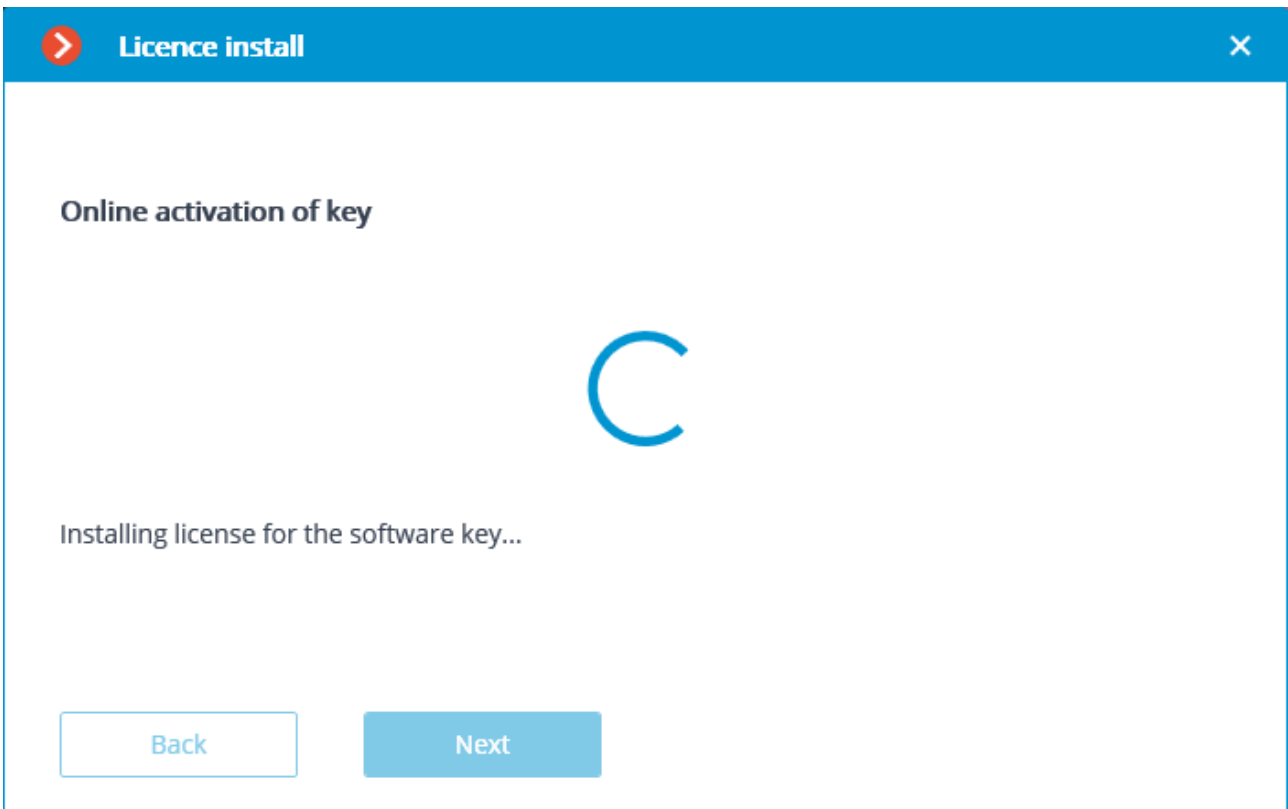 Licence install
Online activation of key
Installing license for the software key...
Back
Next